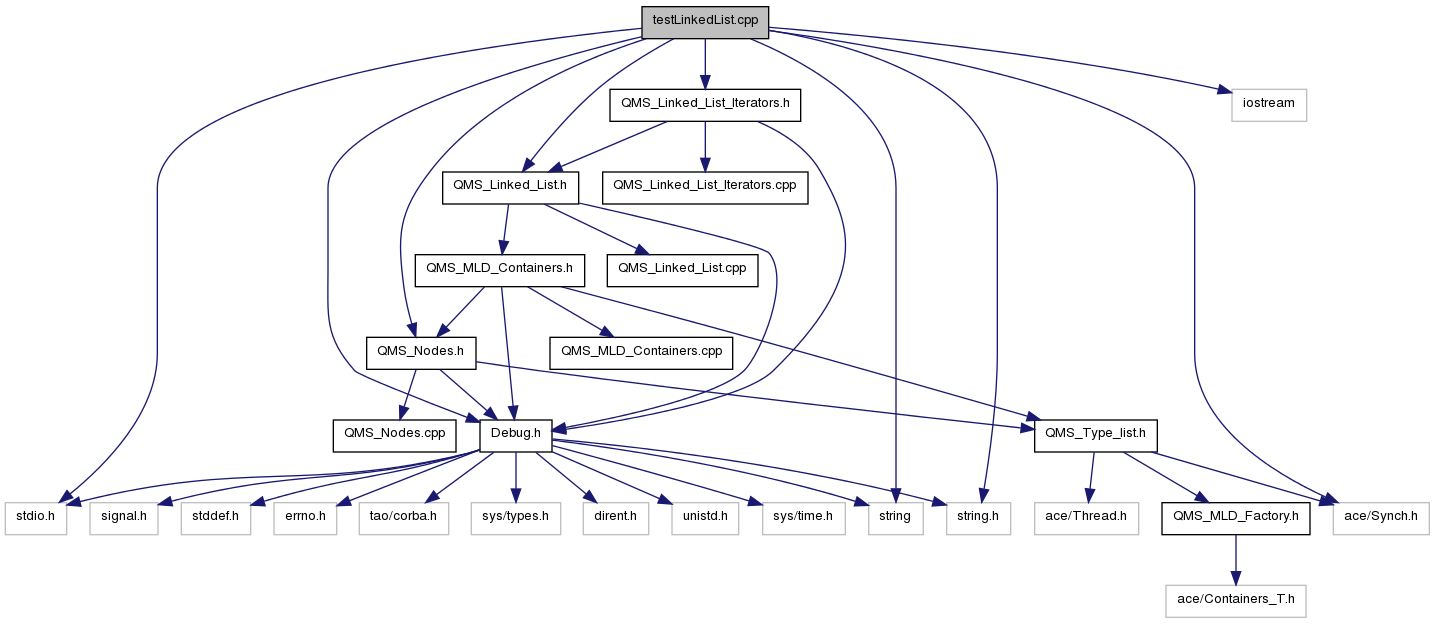 testLinkedList.cpp
QMS_Linked_List_Iterators.h
iostream
QMS_Linked_List.h
QMS_Linked_List_Iterators.cpp
QMS_MLD_Containers.h
QMS_Linked_List.cpp
QMS_Nodes.h
QMS_MLD_Containers.cpp
QMS_Nodes.cpp
Debug.h
QMS_Type_list.h
stdio.h
signal.h
stddef.h
errno.h
tao/corba.h
sys/types.h
dirent.h
unistd.h
sys/time.h
string
string.h
ace/Thread.h
QMS_MLD_Factory.h
ace/Synch.h
ace/Containers_T.h